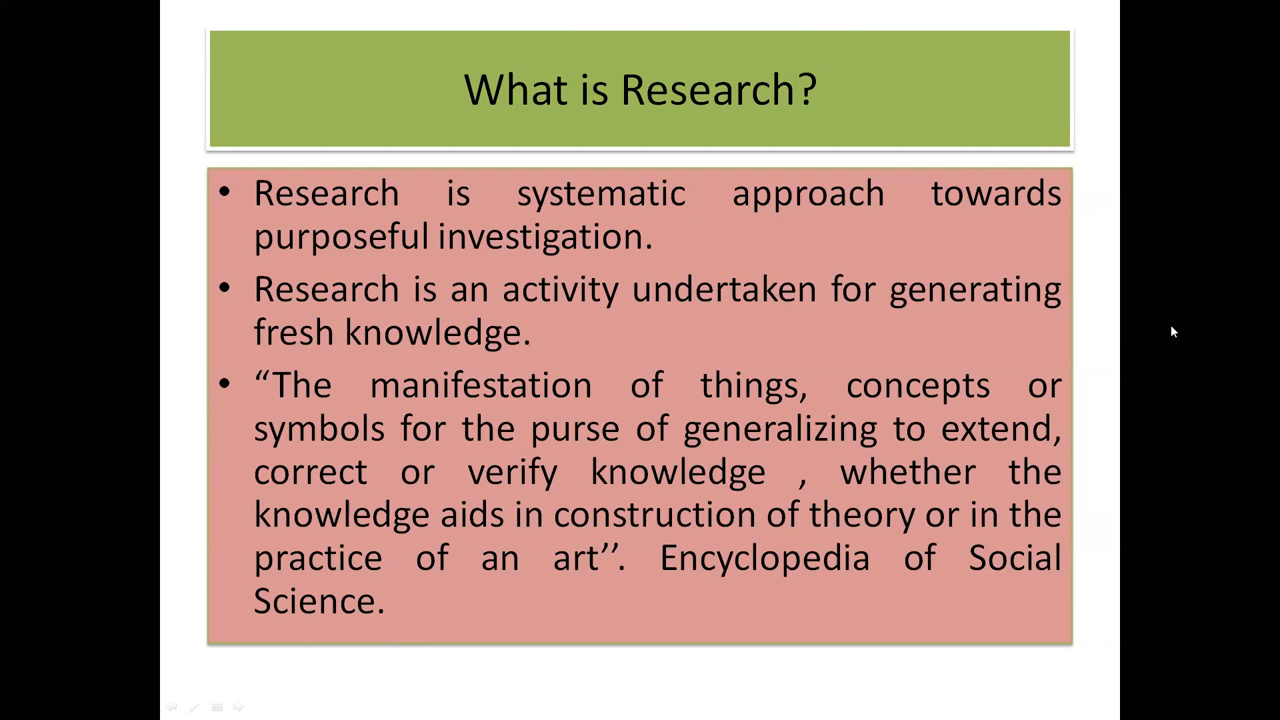 What is Research?
• Research is systematic approach towards
purposeful investigation.
• Research is an activity undertaken for generating
fresh knowledge.
• “The manifestation of things, concepts or
symbols for the purse of generalizing to extend,
correct or verify knowledge , whether the
knowledge aids in construction of theory or in the
practice of an art’’. Encyclopedia of Social
Science.